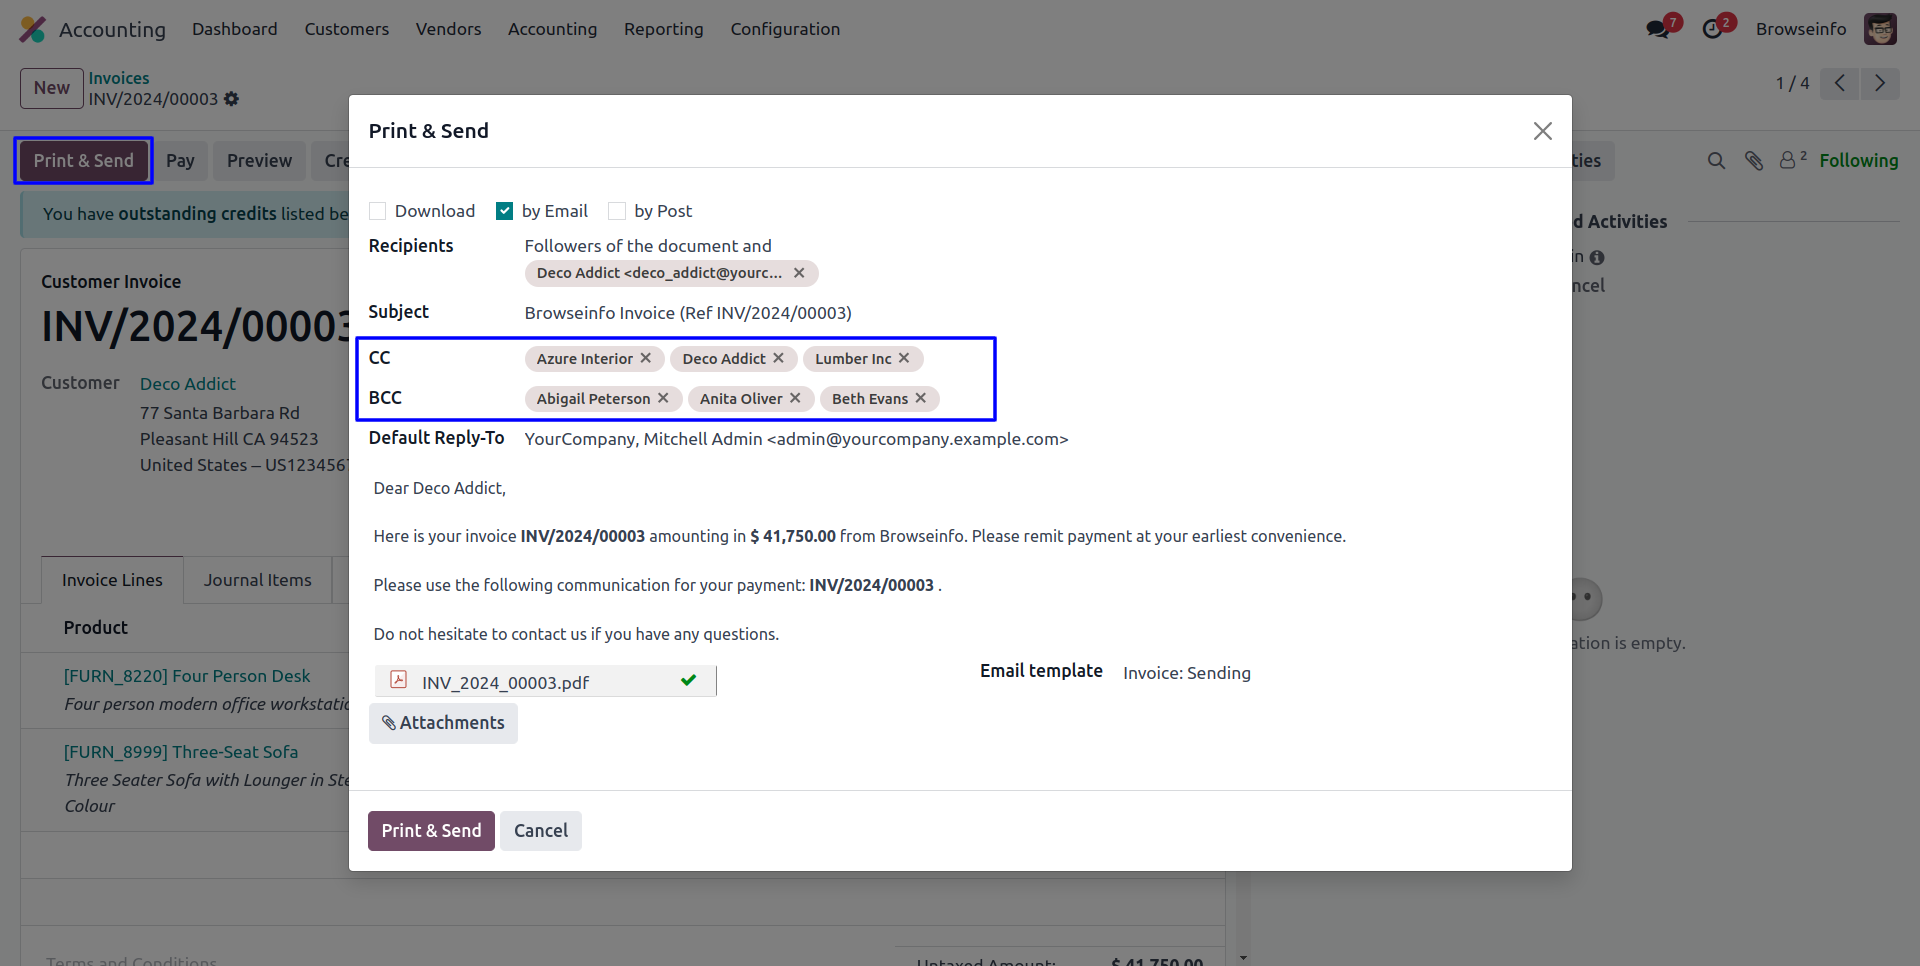 Accounting Dashboard Customers Vendors Accounting Reporting Configuration 7 2 Browseinfo
New Invoices
INV/2024/00003
1 / 4
Print & Send Pay Preview Cre ties 2 Following
You have outstanding credits listed be
d Activities
in
ncel
Customer Invoice
INV/2024/00003
Customer Deco Addict
77 Santa Barbara Rd
Pleasant Hill CA 94523
United States – US1234567
Invoice Lines Journal Items
Product
[FURN_8220] Four Person Desk
Four person modern office workstatio
[FURN_8999] Three-Seat Sofa
Three Seater Sofa with Lounger in Ste
Colour
ation is empty.
Terms and Conditions
Untaxed Amount: $ 41,750.00
Print & Send
Download by Email by Post
Recipients Followers of the document and
Deco Addict <deco_addict@yourc...
Subject Browseinfo Invoice (Ref INV/2024/00003)
CC Azure Interior Deco Addict Lumber Inc
BCC Abigail Peterson Anita Oliver Beth Evans
Default Reply-To YourCompany, Mitchell Admin <admin@yourcompany.example.com>
Dear Deco Addict,
Here is your invoice INV/2024/00003 amounting in $ 41,750.00 from Browseinfo. Please remit payment at your earliest convenience.
Please use the following communication for your payment: INV/2024/00003 .
Do not hesitate to contact us if you have any questions.
INV_2024_00003.pdf
Email template Invoice: Sending
Attachments
Print & Send Cancel